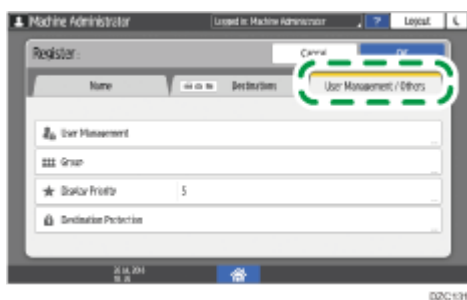 Machine Administrator
Logged in: Machine Administrator
?
Logout
Register:
Cancel
OK
Name
Destinations
User Management / Others
User Management
Group
Display Priority
5
Destination Protection
DZC131